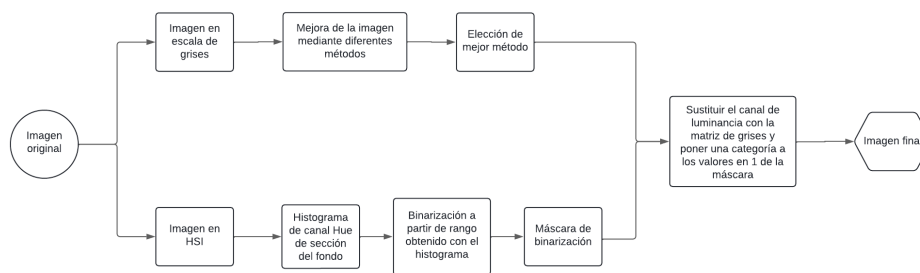 Imagen en
escala de
grises
Mejora de la imagen
mediante diferentes
métodos
Elección de
mejor método
Imagen
original
Sustituir el canal de
luminancia con la
matriz de grises y
poner una categoría a
los valores en 1 de la
máscara
Imagen fina
Imagen en
HSI
Histograma
de canal Hue
de sección
del fondo
Binarización a
partir de rango
obtenido con el
histograma
Máscara de
binarización